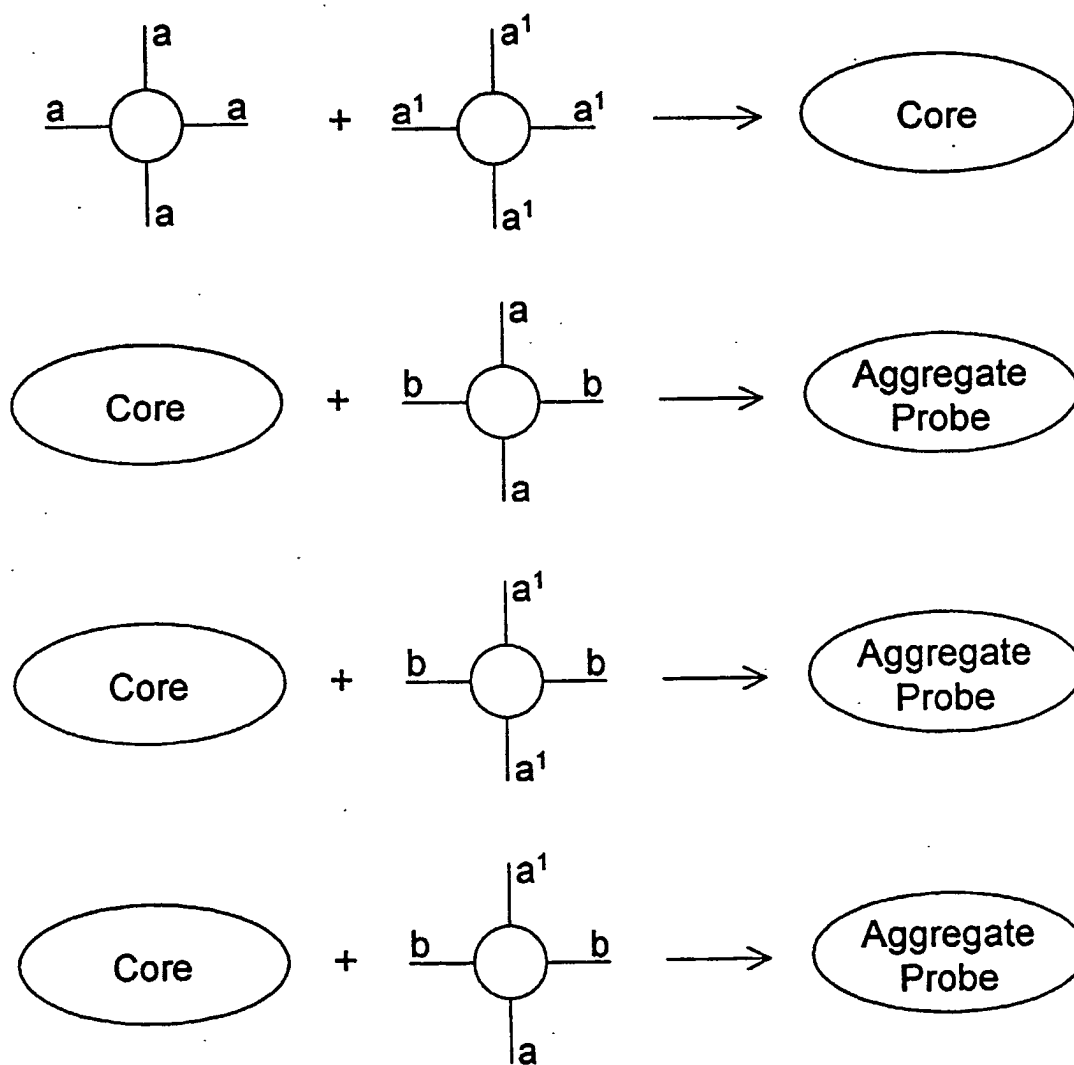 a
a a + a¹ a¹ a¹ → Core
a a¹
a
Core + b b → Aggregate Probe
a
a¹
Core + b b → Aggregate Probe
a¹
a¹
Core + b b → Aggregate Probe
a